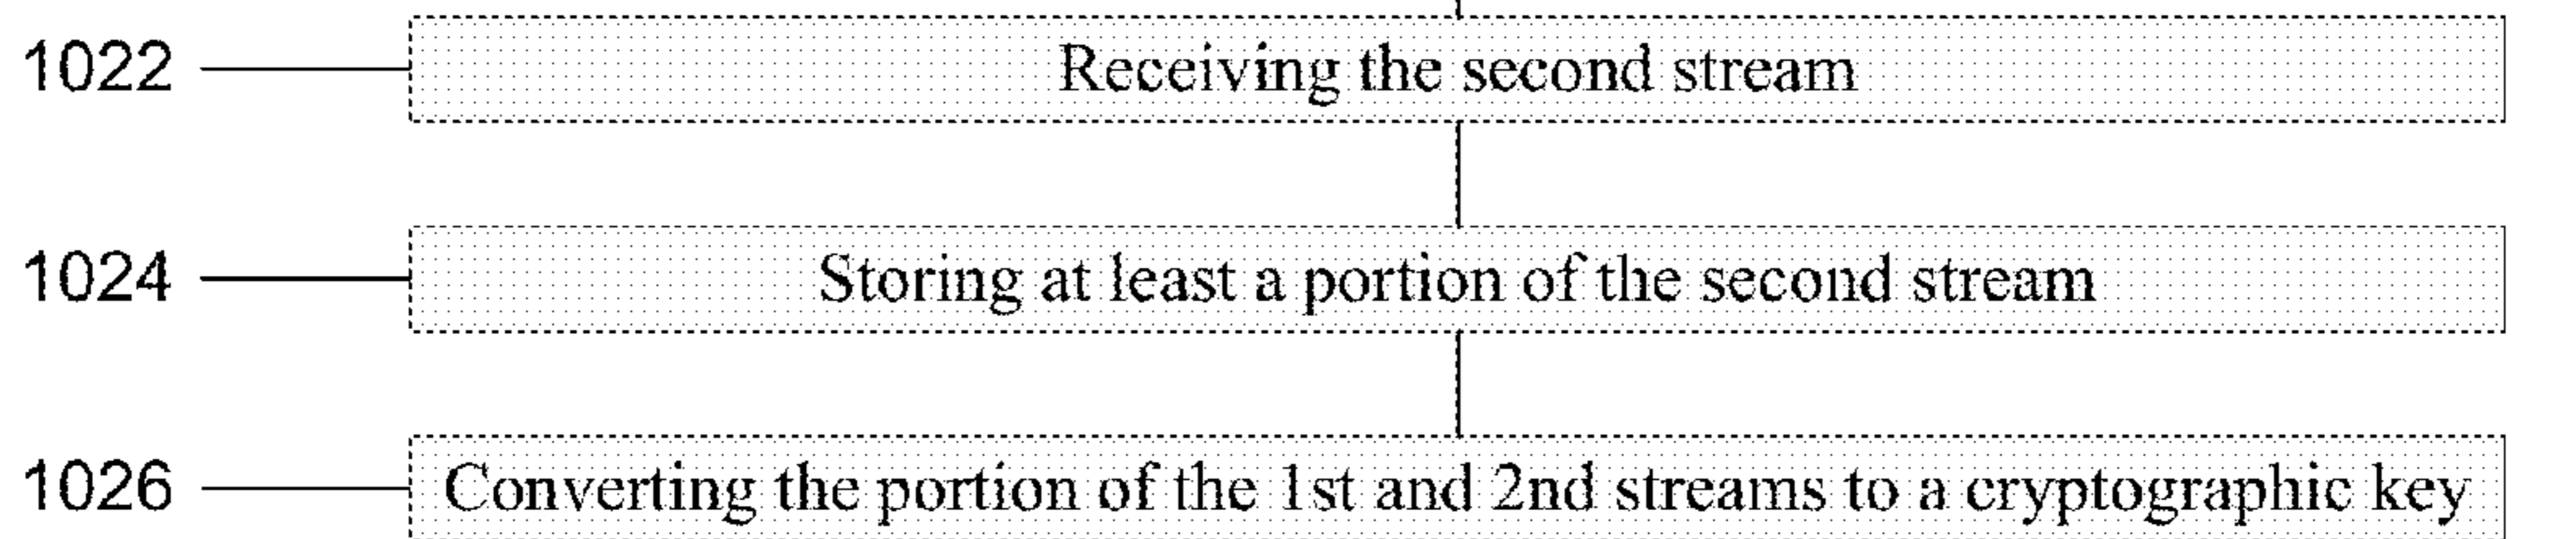 1022 Receiving the second stream
1024 Storing at least a portion of the second stream
1026 Converting the portion of the 1st and 2nd streams to a cryptographic key